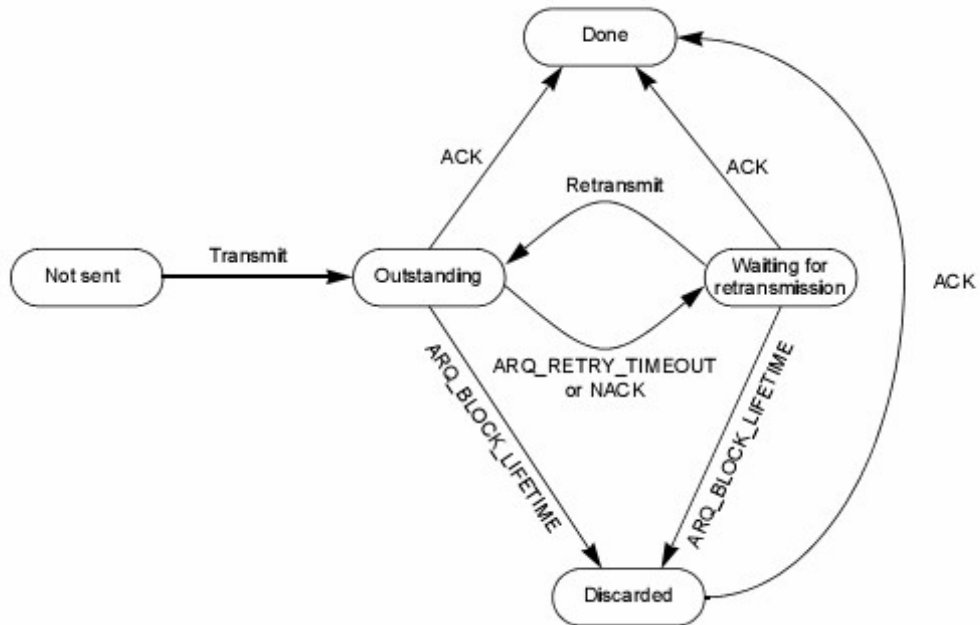 Done
ACK
ACK
Retransmit
Transmit
Not sent
Outstanding
Waiting for
retransmission
ACK
ARQ_RETRY_TIMEOUT
or NACK
ARQ_BLOCK_LIFETIME
ARQ_BLOCK_LIFETIME
Discarded